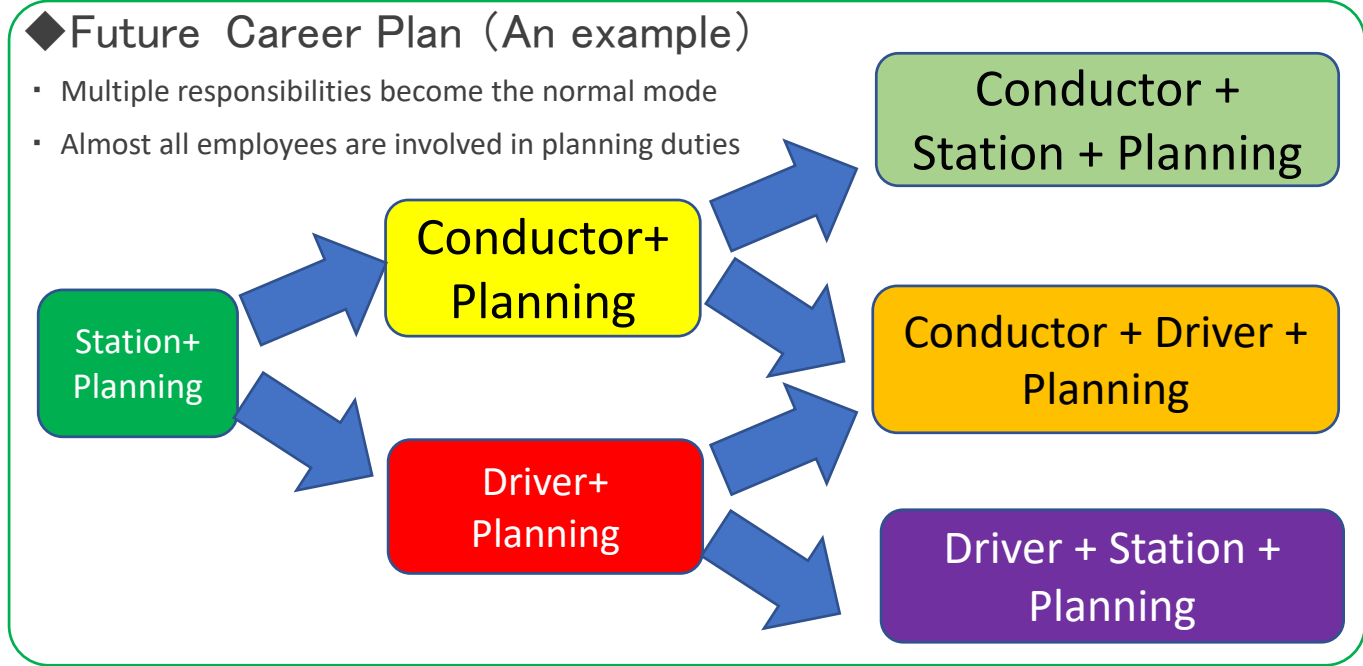 ◆Future Career Plan（An example）
・ Multiple responsibilities become the normal mode
・ Almost all employees are involved in planning duties
Station+
Planning
Conductor+
Planning
Driver+
Planning
Conductor +
Station + Planning
Conductor + Driver +
Planning
Driver + Station +
Planning